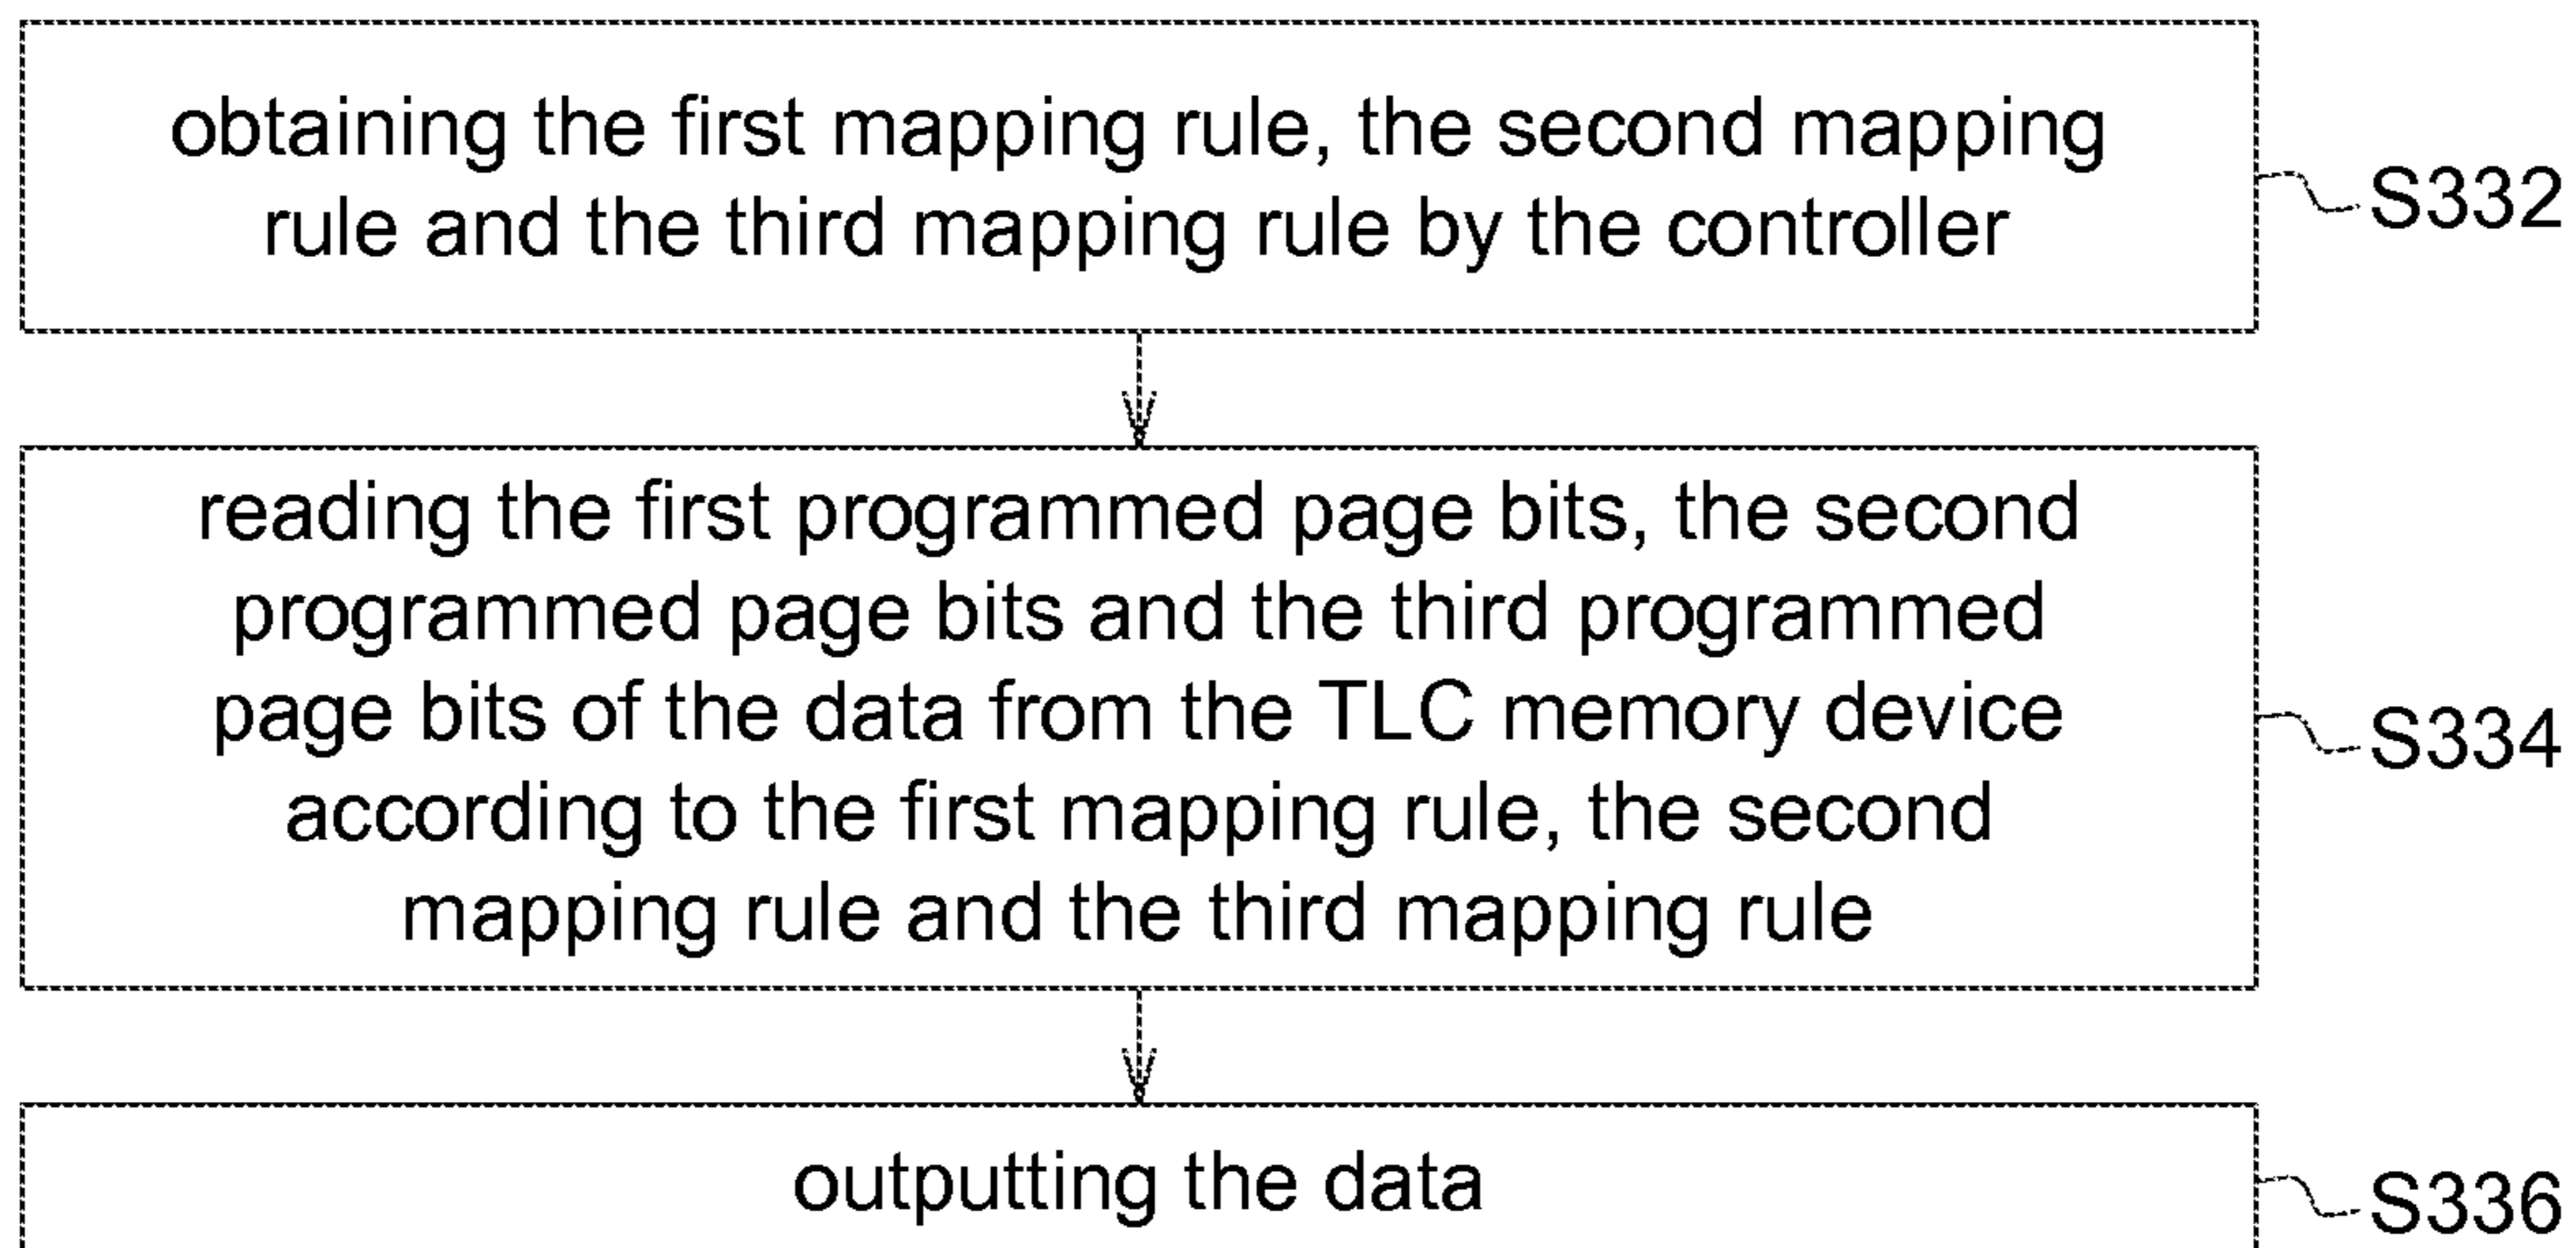 obtaining the first mapping rule, the second mapping
rule and the third mapping rule by the controller
S332
reading the first programmed page bits, the second
programmed page bits and the third programmed
page bits of the data from the TLC memory device
according to the first mapping rule, the second
mapping rule and the third mapping rule
S334
outputting the data
S336